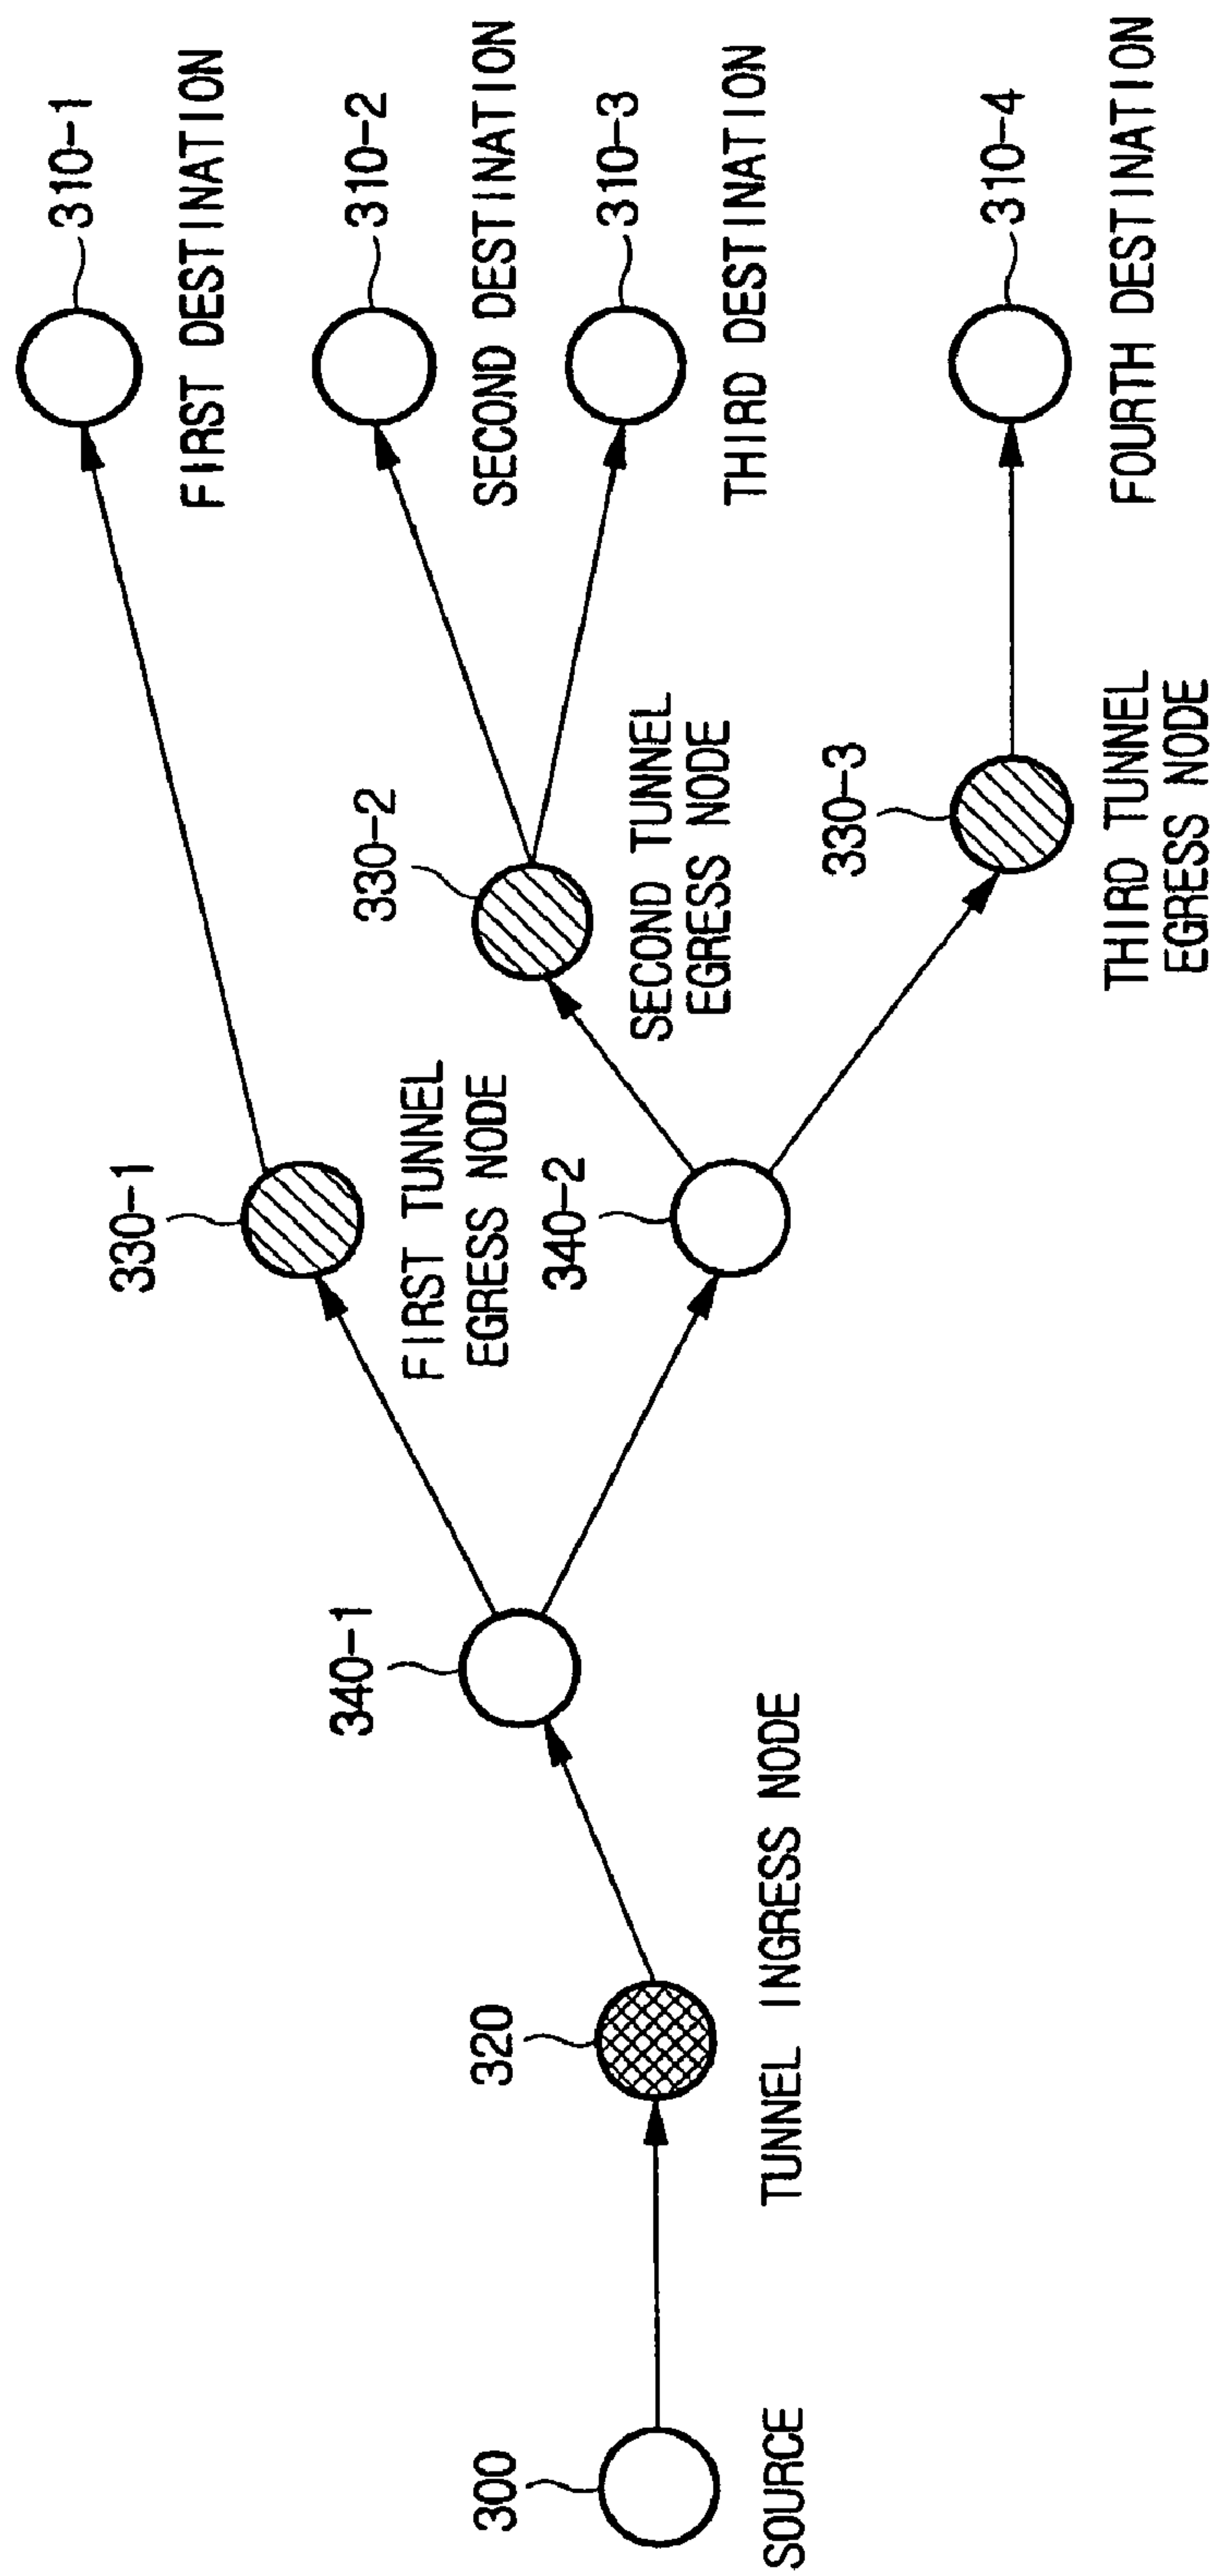 300
SOURCE
320
TUNNEL INGRESS NODE
340-1
330-1
FIRST TUNNEL
EGRESS NODE
340-2
330-2
SECOND TUNNEL
EGRESS NODE
330-3
THIRD TUNNEL
EGRESS NODE
310-1
FIRST DESTINATION
310-2
SECOND DESTINATION
310-3
THIRD DESTINATION
310-4
FOURTH DESTINATION